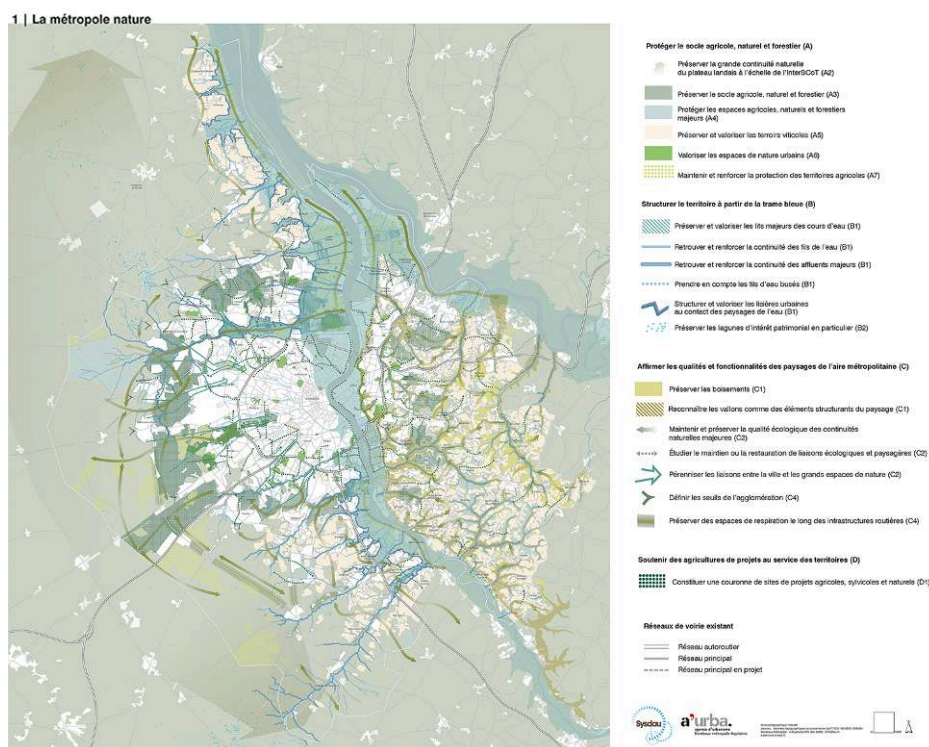 1 | La métropole nature
Protéger le socle agricole, naturel et forestier (A)
Préserver la grande continuité naturelle
du plateau landais à l'échelle de l'InterSCoT (A2)
Préserver le socle agricole, naturel et forestier (A3)
Protéger les espaces agricoles, naturels et forestiers
majeurs (A4)
Préserver et valoriser les terroirs viticoles (A5)
Valoriser les espaces de nature urbains (A6)
Maintenir et renforcer la protection des territoires agricoles (A7)
Structurer le territoire à partir de la trame bleue (B)
Préserver et valoriser les lits majeurs des cours d'eau (B1)
Retrouver et renforcer la continuité des fils de l'eau (B1)
Retrouver et renforcer la continuité des affluents majeurs (B1)
Prendre en compte les fils d'eau busés (B1)
Structurer et valoriser les lisières urbaines
au contact des paysages de l'eau (B1)
Préserver les lagunes d'intérêt patrimonial en particulier (B2)
Affirmer les qualités et fonctionnalités des paysages de l'aire métropolitaine (C)
Préserver les boisements (C1)
Reconnaître les vallons comme des éléments structurants du paysage (C1)
Maintenir et préserver la qualité écologique des continuités
naturelles majeures (C2)
Étudier le maintien ou la restauration de liaisons écologiques et paysagères (C2)
Pérenniser les liaisons entre la ville et les grands espaces de nature (C2)
Définir les seuils de l'agglomération (C4)
Préserver des espaces de respiration le long des infrastructures routières (C4)
Soutenir des agricultures de projets au service des territoires (D)
Constituer une couronne de sites de projets agricoles, sylvicoles et naturels (D1)
Réseaux de voirie existant
Réseau autoroutier
Réseau principal
Réseau principal en projet
Sysdau
a'urba.
agence d'urbanisme
Bordeaux métropole Aquitaine